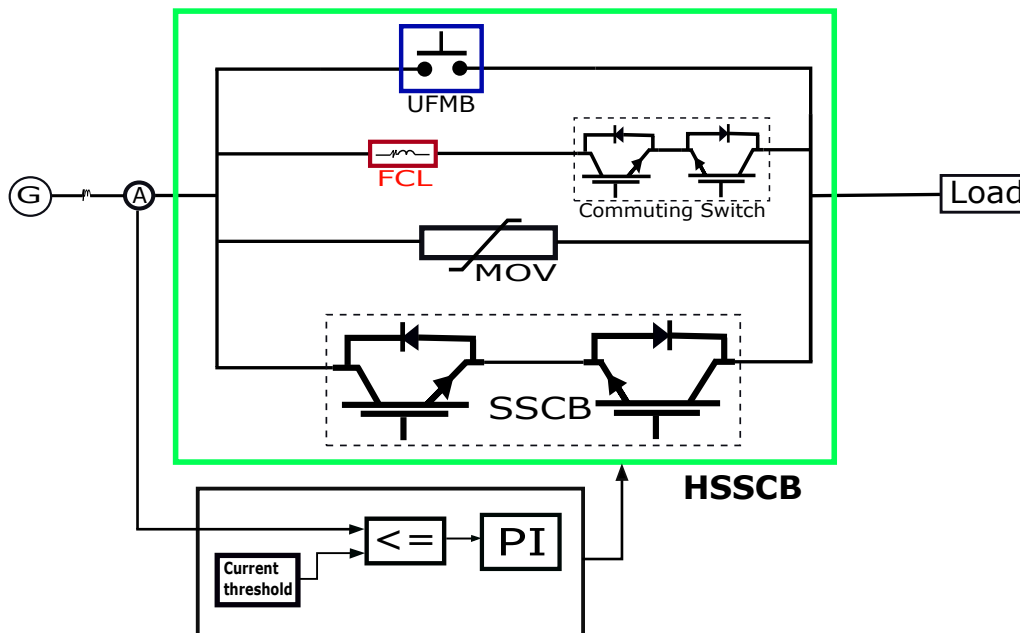 UFMB
FCL
Commuting Switch
G
A
Load
MOV
SSCB
HSSCB
<=
PI
Current
threshold